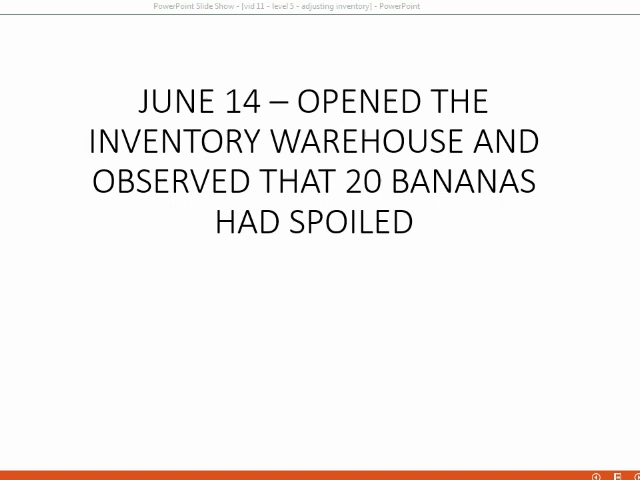 PowerPoint Slide Show - [vid 11 - level 5 - adjusting inventory] - PowerPoint
JUNE 14 – OPENED THE
INVENTORY WAREHOUSE AND
OBSERVED THAT 20 BANANAS
HAD SPOILED